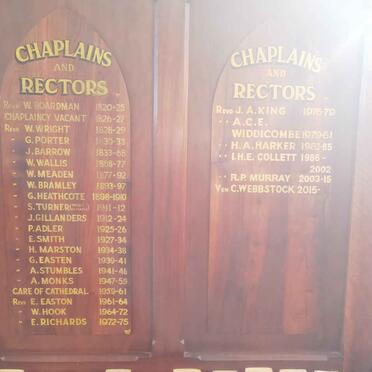 CHAPLAINS
AND
RECTORS
Revd W. BOARDMAN 1820-25
CHAPLAINCY VACANT 1826-27
Revd W. WRIGHT 1828-29
" G. PORTER 1830-33
" J. BARROW 1833-68
" W. WALLIS 1868-77
" W. MEADEN 1877-92
" W. BRAMLEY 1893-97
" G. HEATHCOTE 1898-1910
" S. TURNER 1911-12
" J. GILLANDERS 1912-24
" P. ADLER 1925-26
" E. SMITH 1927-34
" H. MARSTON 1934-38
" G. EASTEN 1939-41
" A. STUMBLES 1941-46
" A. MONKS 1947-59
CARE OF CATHEDRAL 1959-61
Revd E. EASTON 1961-64
" W. HOOK 1964-72
" E. RICHARDS 1972-75
CHAPLAINS
AND
RECTORS
Revd J. A. KING 1976-79
" A.C.E.
WIDDICOMBE 1979-81
" H. A. HARKER 1982-85
" I.H.E. COLLETT 1986-
2002
" R.P. MURRAY 2003-15
Ven C. WEBBSTOCK 2015-